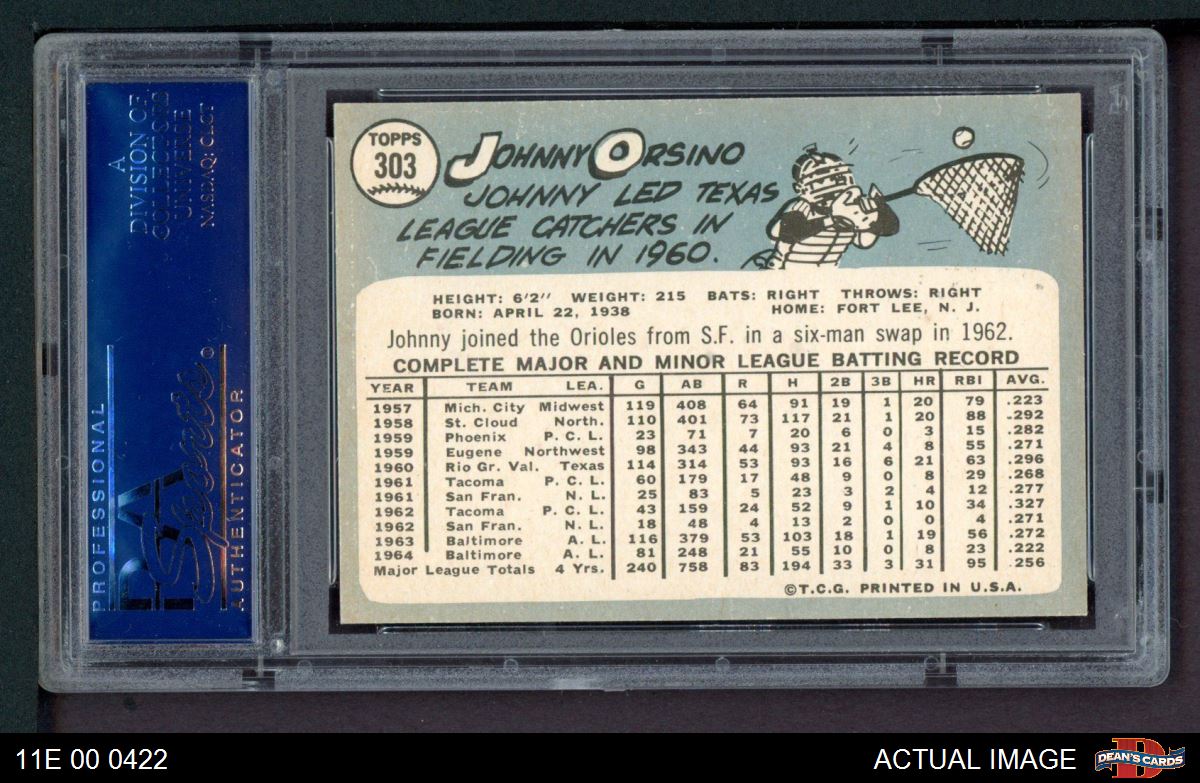 A
DIVISION OF
COLLECTORS
UNIVERSE
NASDAQ: CLCT
PROFESSIONAL
PSA
Sports
AUTHENTICATOR
TOPPS
303
JOHNNY ORSINO
JOHNNY LED TEXAS
LEAGUE CATCHERS IN
FIELDING IN 1960.
HEIGHT: 6'2" WEIGHT: 215 BATS: RIGHT THROWS: RIGHT
BORN: APRIL 22, 1938 HOME: FORT LEE, N. J.
Johnny joined the Orioles from S.F. in a six-man swap in 1962.
COMPLETE MAJOR AND MINOR LEAGUE BATTING RECORD
YEAR TEAM LEA. G AB R H 2B 3B HR RBI AVG.
1957 Mich. City Midwest 119 408 64 91 19 1 20 79 .223
1958 St. Cloud North. 110 401 73 117 21 1 20 88 .292
1959 Phoenix P. C. L. 23 71 7 20 6 0 3 15 .282
1959 Eugene Northwest 98 343 44 93 21 4 8 55 .271
1960 Rio Gr. Val. Texas 114 314 53 93 16 6 21 63 .296
1961 Tacoma P. C. L. 60 179 17 48 9 0 8 29 .268
1961 San Fran. N. L. 25 83 5 23 3 2 4 12 .277
1962 Tacoma P. C. L. 43 159 24 52 9 1 10 34 .327
1962 San Fran. N. L. 18 48 4 13 2 0 0 4 .271
1963 Baltimore A. L. 116 379 53 103 18 1 19 56 .272
1964 Baltimore A. L. 81 248 21 55 10 0 8 23 .222
Major League Totals 4 Yrs. 240 758 83 194 33 3 31 95 .256
©T.C.G. PRINTED IN U.S.A.
11E 00 0422
ACTUAL IMAGE
D
DEAN'S CARDS